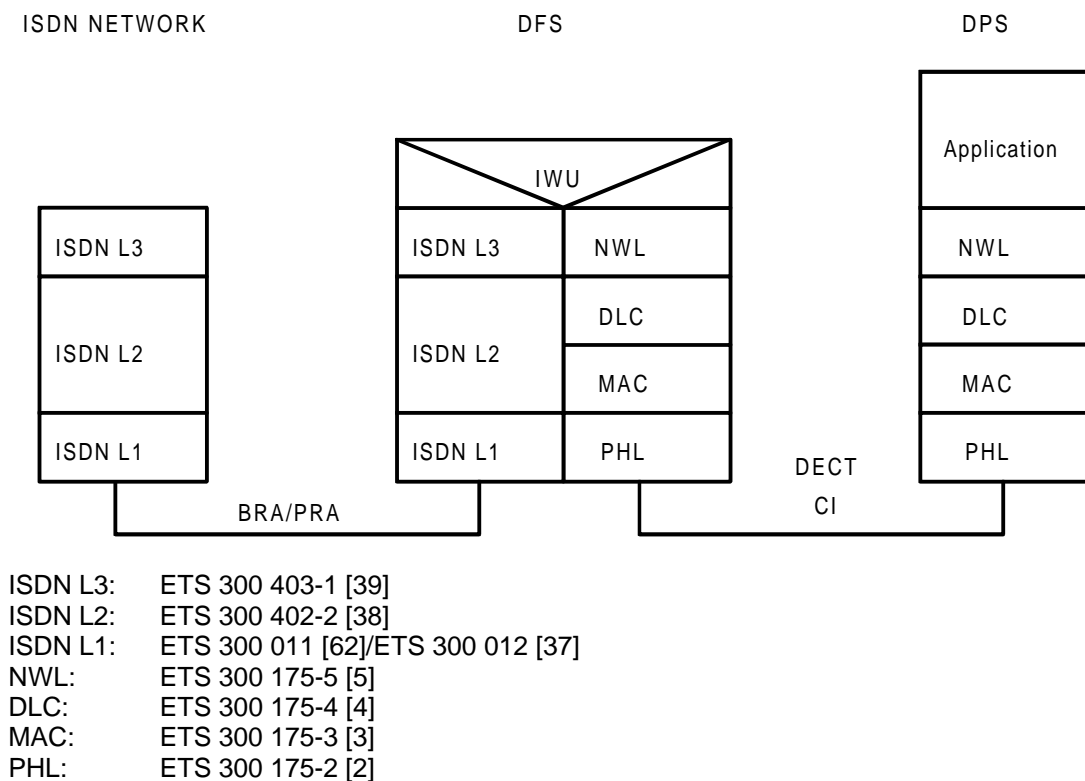 ISDN NETWORK DFS DPS
Application
IWU
ISDN L3 ISDN L3 NWL NWL
DLC DLC
ISDN L2 ISDN L2
MAC MAC
ISDN L1 ISDN L1 PHL PHL
DECT
BRA/PRA CI
ISDN L3: ETS 300 403-1 [39]
ISDN L2: ETS 300 402-2 [38]
ISDN L1: ETS 300 011 [62]/ETS 300 012 [37]
NWL: ETS 300 175-5 [5]
DLC: ETS 300 175-4 [4]
MAC: ETS 300 175-3 [3]
PHL: ETS 300 175-2 [2]